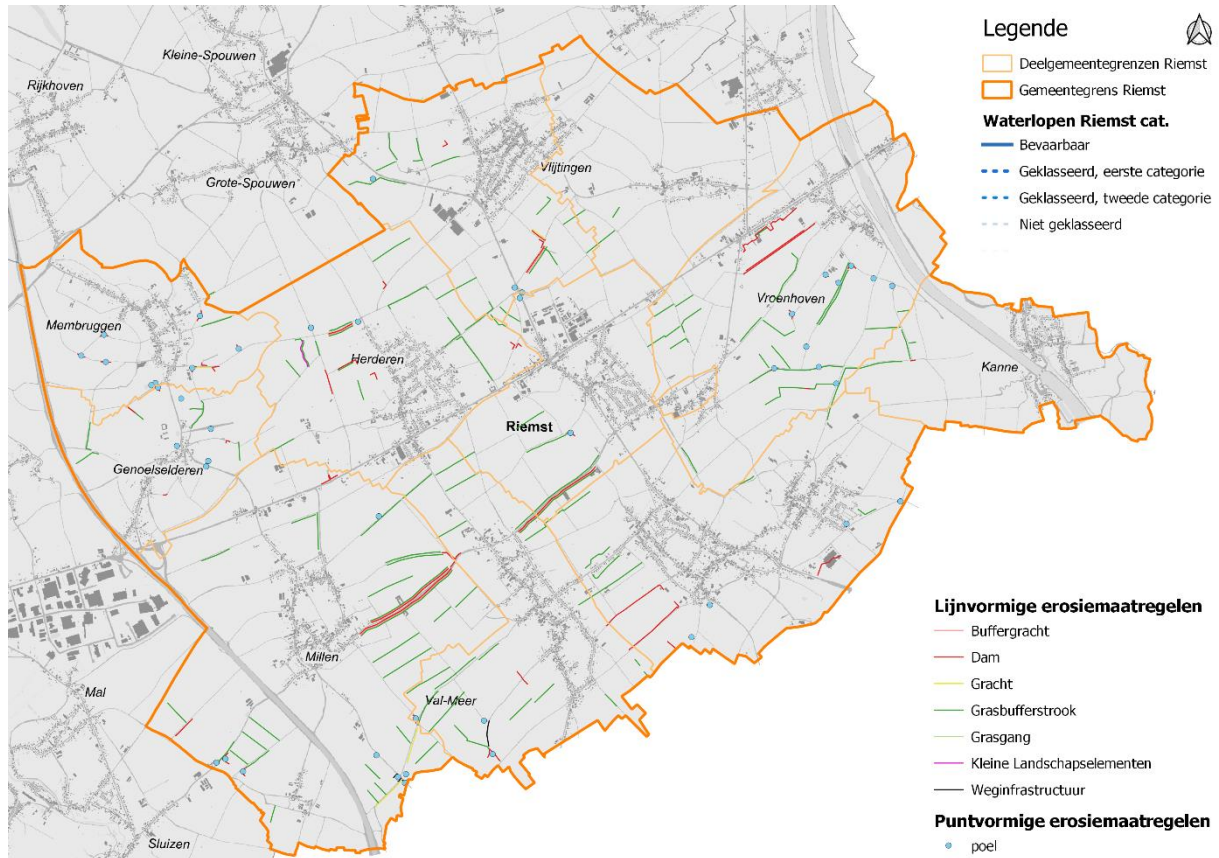 Legende
Deelgemeentegrenzen Riemst
Gemeentegrens Riemst
Waterlopen Riemst cat.
Bevaarbaar
Geklasseerd, eerste categorie
Geklasseerd, tweede categorie
Niet geklasseerd
Kleine-Spouwen
Rijkhoven
Grote-Spouwen
Vlijtingen
Membruggen
Vroenhoven
Herderen
Kanne
Riemst
Genoelselderen
Millen
Mal
Val-Meer
Sluizen
Lijnvormige erosiemaatregelen
Buffergracht
Dam
Gracht
Grasbufferstrook
Grasgang
Kleine Landschapselementen
Weginfrastructuur
Puntvormige erosiemaatregelen
poel